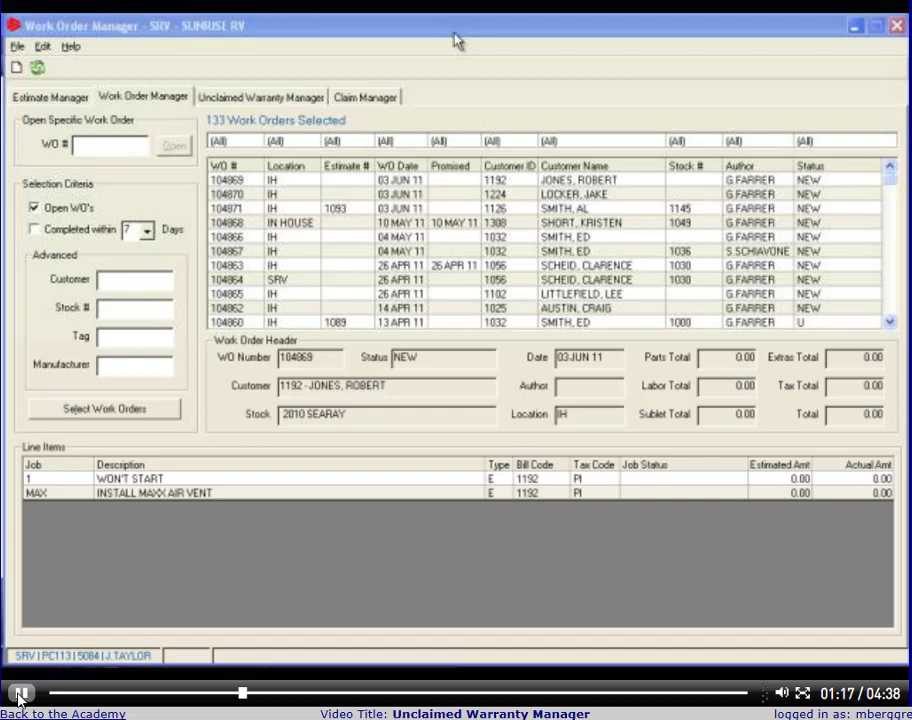 Work Order Manager - SRV - SUNRISE RV
File Edit Help
Estimate Manager Work Order Manager Unclaimed Warranty Manager Claim Manager
Open Specific Work Order
WO # Open
133 Work Orders Selected
(All) (All) (All) (All) (All) (All) (All) (All) (All) (All)
WO # Location Estimate # WO Date Promised Customer ID Customer Name Stock # Author Status
104869 IH 03 JUN 11 1192 JONES, ROBERT G.FARRER NEW
104870 IH 03 JUN 11 1224 LOCKER, JAKE G.FARRER NEW
104871 IH 1093 03 JUN 11 1126 SMITH, AL 1145 G.FARRER NEW
104868 IN HOUSE 10 MAY 11 10 MAY 11 1308 SHORT, KRISTEN 1049 G.FARRER NEW
104866 IH 04 MAY 11 1032 SMITH, ED G.FARRER NEW
104867 IH 04 MAY 11 1032 SMITH, ED 1036 S.SCHIAVONE NEW
104863 IH 26 APR 11 26 APR 11 1056 SCHEID, CLARENCE 1030 G.FARRER NEW
104864 SRV 26 APR 11 1056 SCHEID, CLARENCE 1030 G.FARRER NEW
104865 IH 26 APR 11 1102 LITTLEFIELD, LEE G.FARRER NEW
104862 IH 14 APR 11 1025 AUSTIN, CRAIG G.FARRER NEW
104860 IH 1089 13 APR 11 1032 SMITH, ED 1000 G.FARRER U
Selection Criteria
Open WO's
Completed within 7 Days
Advanced
Customer
Stock #
Tag
Manufacturer
Select Work Orders
Work Order Header
WO Number 104869 Status NEW Date 03 JUN 11 Parts Total 0.00 Extras Total 0.00
Customer 1192 - JONES, ROBERT Author Labor Total 0.00 Tax Total 0.00
Stock 2010 SEARAY Location IH Sublet Total 0.00 Total 0.00
Line Items
Job Description Type Bill Code Tax Code Job Status Estimated Amt Actual Amt
1 WON'T START E 1192 PI 0.00 0.00
MAX INSTALL MAXX AIR VENT E 1192 PI 0.00 0.00
SRV | PC113 | 5084 | J.TAYLOR
01:17 / 04:38
Back to the Academy Video Title: Unclaimed Warranty Manager logged in as: mberggre